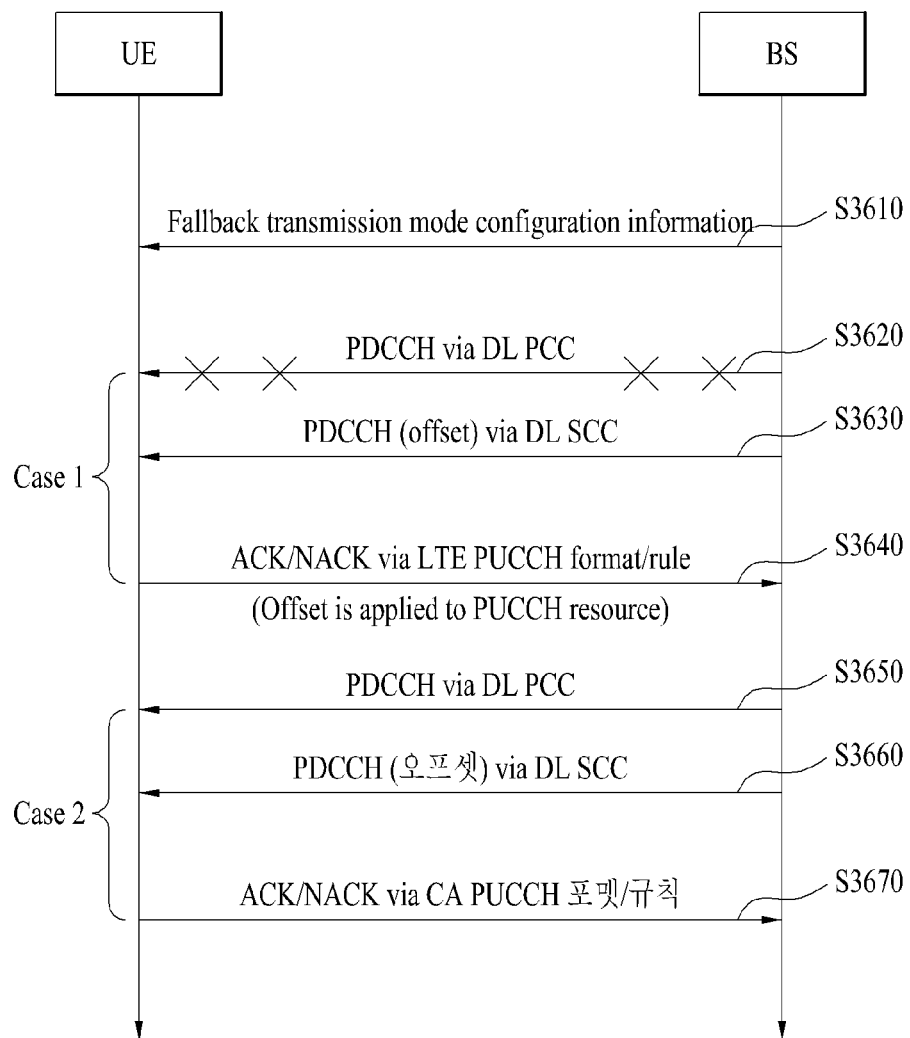 UE
BS
Fallback transmission mode configuration information
S3610
PDCCH via DL PCC
S3620
PDCCH (offset) via DL SCC
S3630
Case 1
ACK/NACK via LTE PUCCH format/rule
S3640
(Offset is applied to PUCCH resource)
PDCCH via DL PCC
S3650
PDCCH (오프셋) via DL SCC
S3660
Case 2
ACK/NACK via CA PUCCH 포멧/규칙
S3670